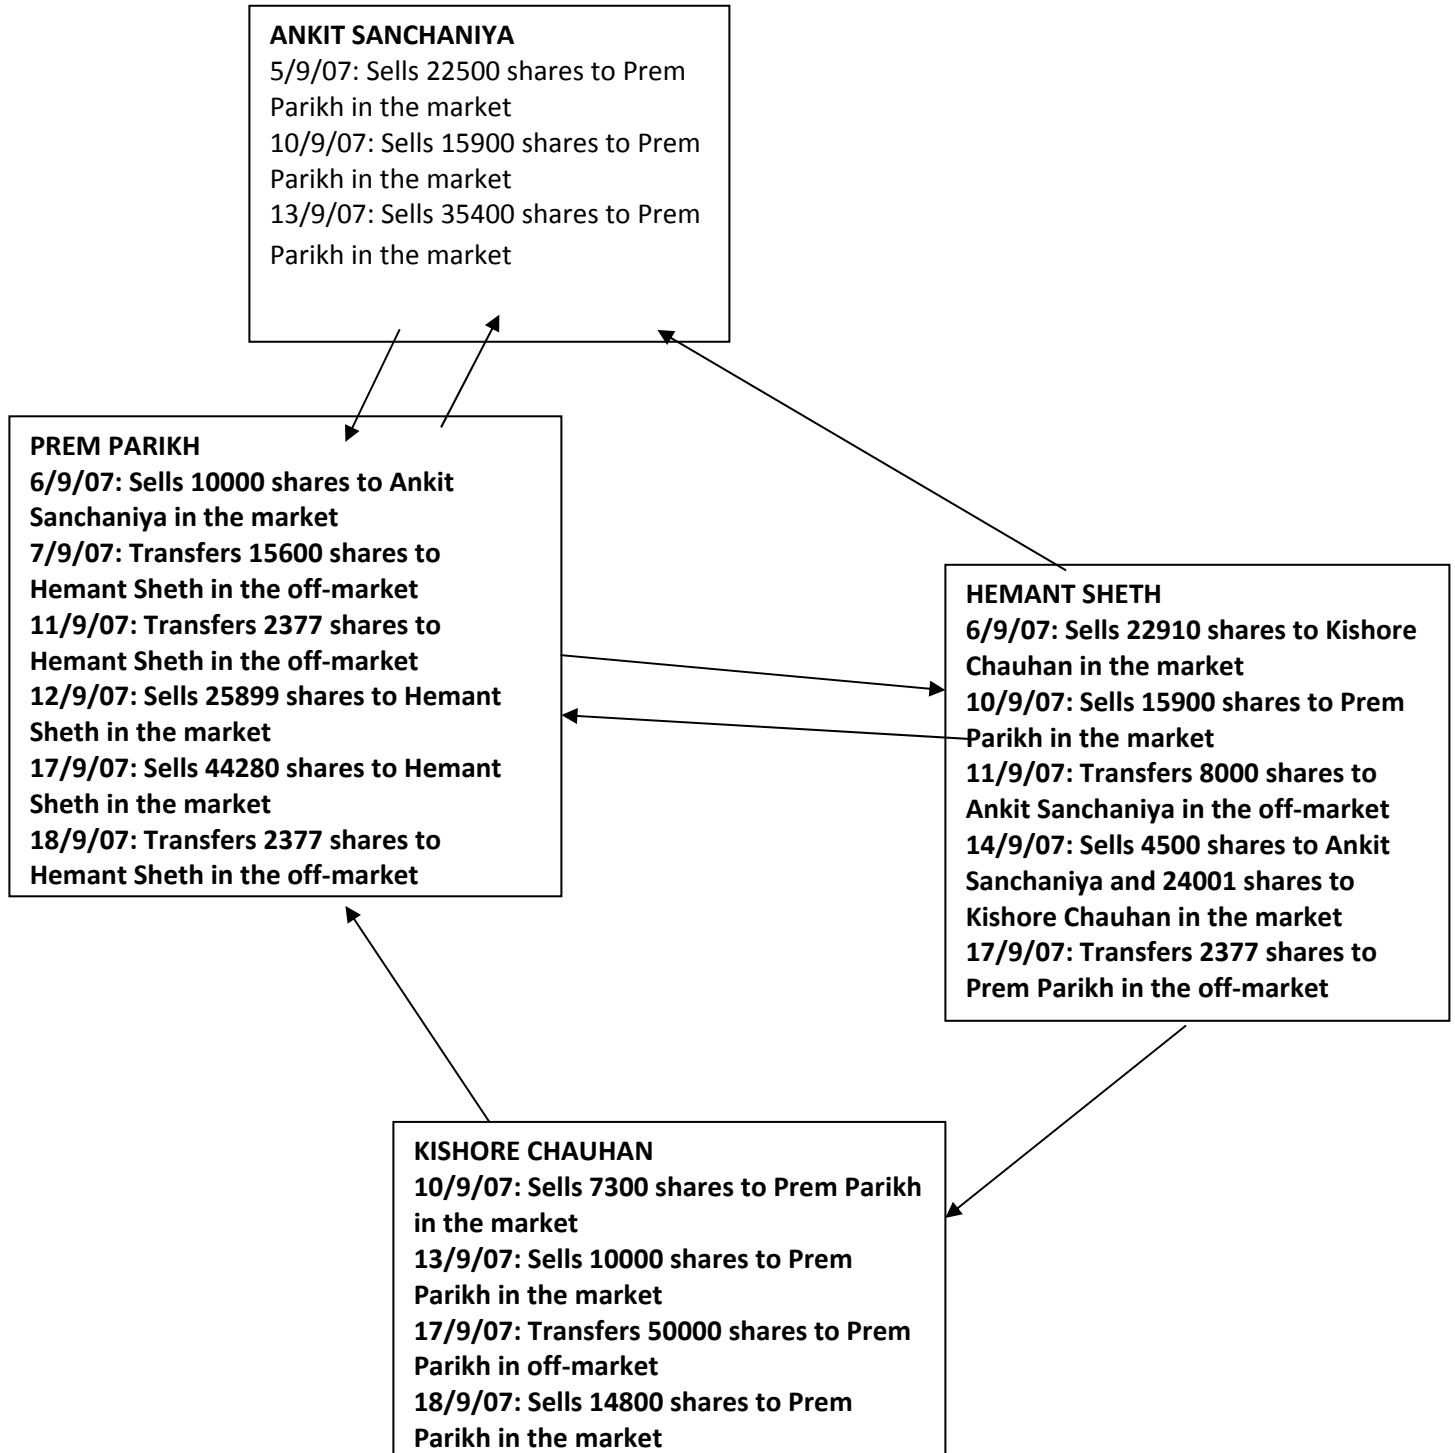 ANKIT SANCHANIYA
5/9/07: Sells 22500 shares to Prem
Parikh in the market
10/9/07: Sells 15900 shares to Prem
Parikh in the market
13/9/07: Sells 35400 shares to Prem
Parikh in the market
PREM PARIKH
6/9/07: Sells 10000 shares to Ankit
Sanchaniya in the market
7/9/07: Transfers 15600 shares to
Hemant Sheth in the off-market
11/9/07: Transfers 2377 shares to
Hemant Sheth in the off-market
12/9/07: Sells 25899 shares to Hemant
Sheth in the market
17/9/07: Sells 44280 shares to Hemant
Sheth in the market
18/9/07: Transfers 2377 shares to
Hemant Sheth in the off-market
HEMANT SHETH
6/9/07: Sells 22910 shares to Kishore
Chauhan in the market
10/9/07: Sells 15900 shares to Prem
Parikh in the market
11/9/07: Transfers 8000 shares to
Ankit Sanchaniya in the off-market
14/9/07: Sells 4500 shares to Ankit
Sanchaniya and 24001 shares to
Kishore Chauhan in the market
17/9/07: Transfers 2377 shares to
Prem Parikh in the off-market
KISHORE CHAUHAN
10/9/07: Sells 7300 shares to Prem Parikh
in the market
13/9/07: Sells 10000 shares to Prem
Parikh in the market
17/9/07: Transfers 50000 shares to Prem
Parikh in off-market
18/9/07: Sells 14800 shares to Prem
Parikh in the market